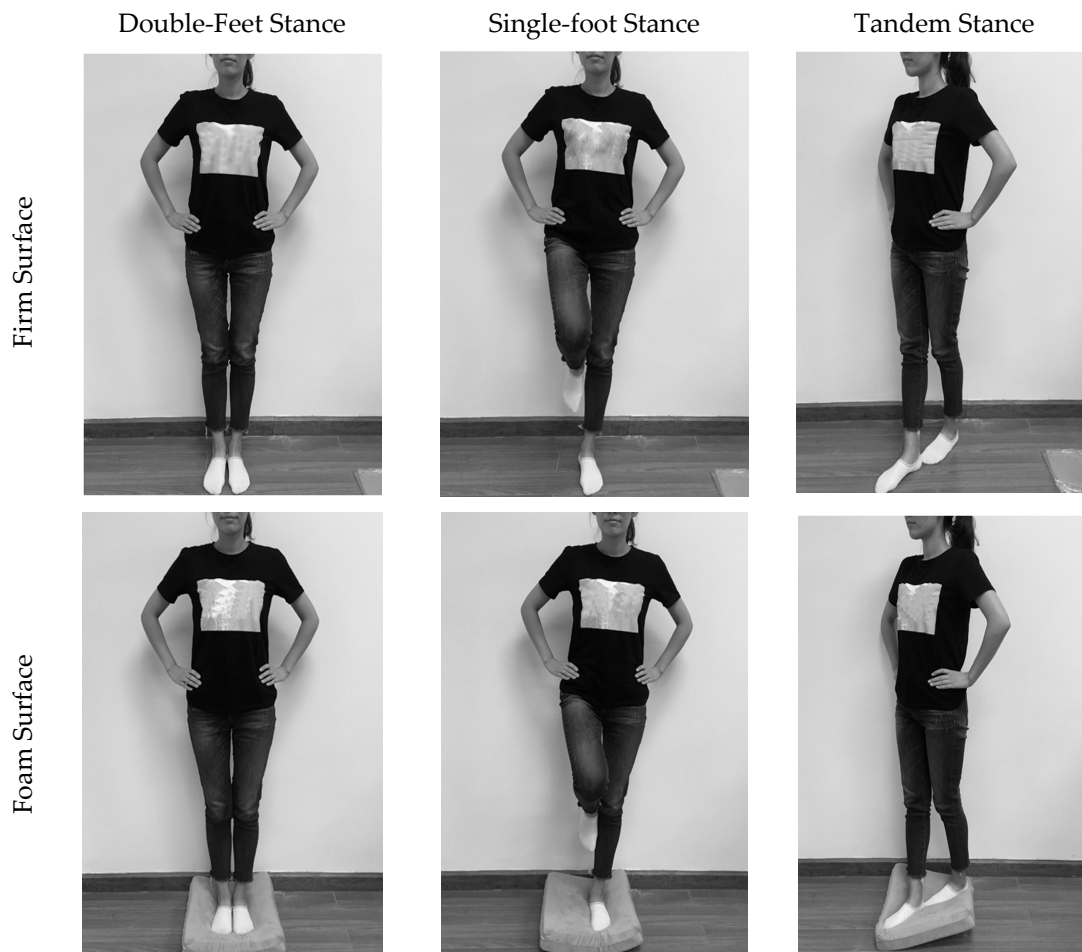 Double-Feet Stance
Single-foot Stance
Tandem Stance
Firm Surface
Foam Surface